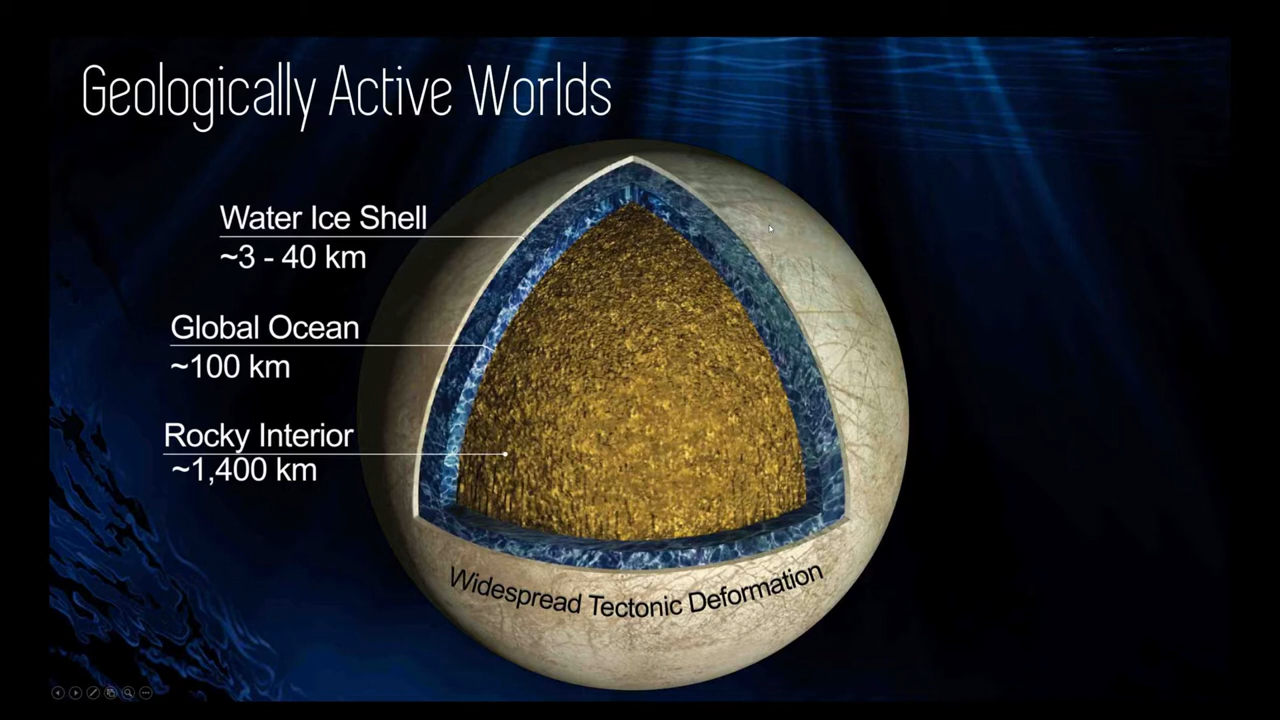 Geologically Active Worlds
Water Ice Shell
~3 - 40 km
Global Ocean
~100 km
Rocky Interior
~1,400 km
Widespread Tectonic Deformation